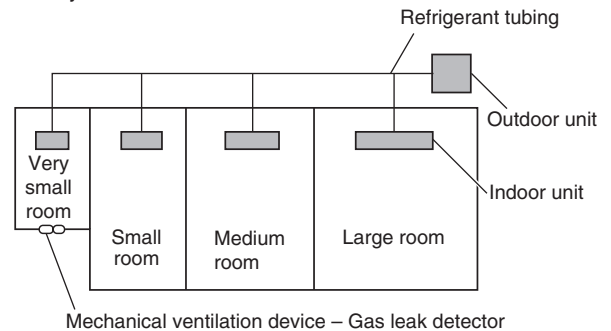 Refrigerant tubing
Outdoor unit
Indoor unit
Very
small
room
Small
room
Medium
room
Large room
Mechanical ventilation device – Gas leak detector